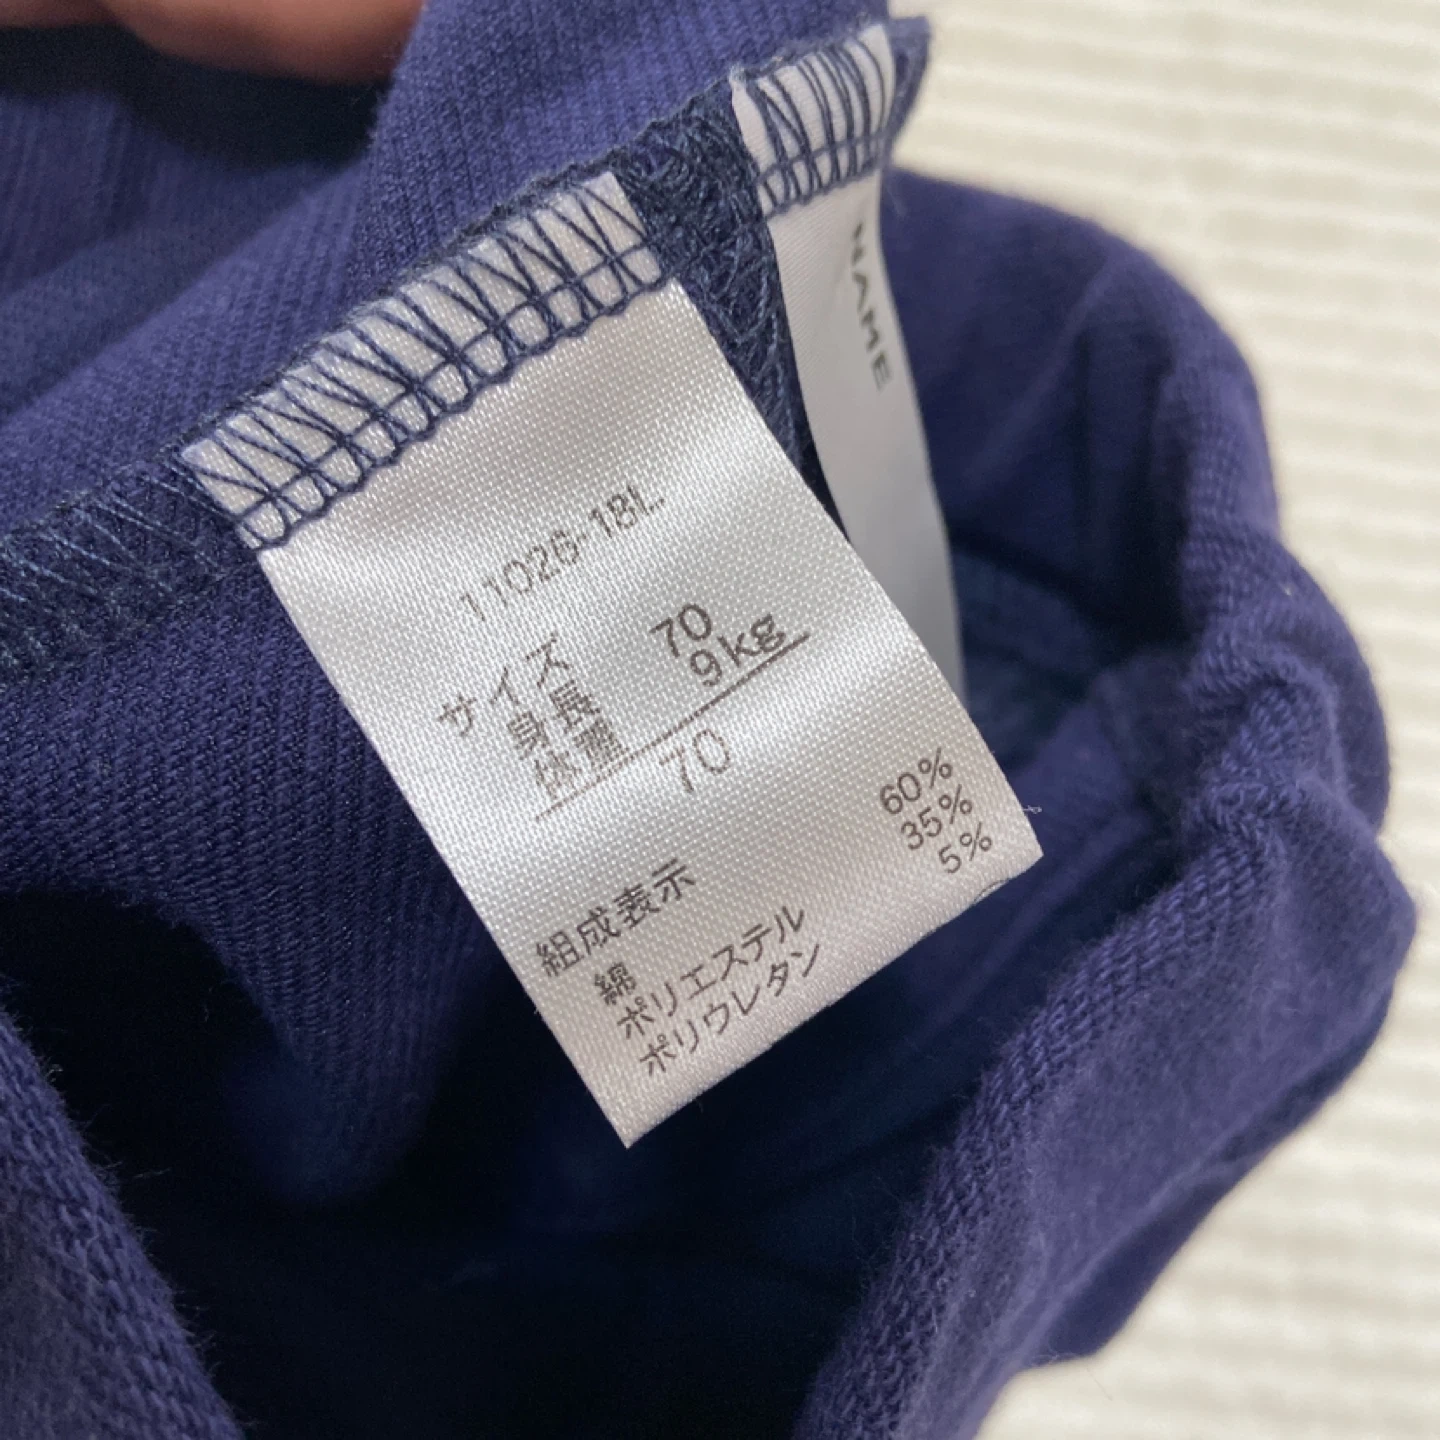 11026-18L
サイズ
身長 70
体重 9kg
70
組成表示
綿 60%
ポリエステル 35%
ポリウレタン 5%
NAME